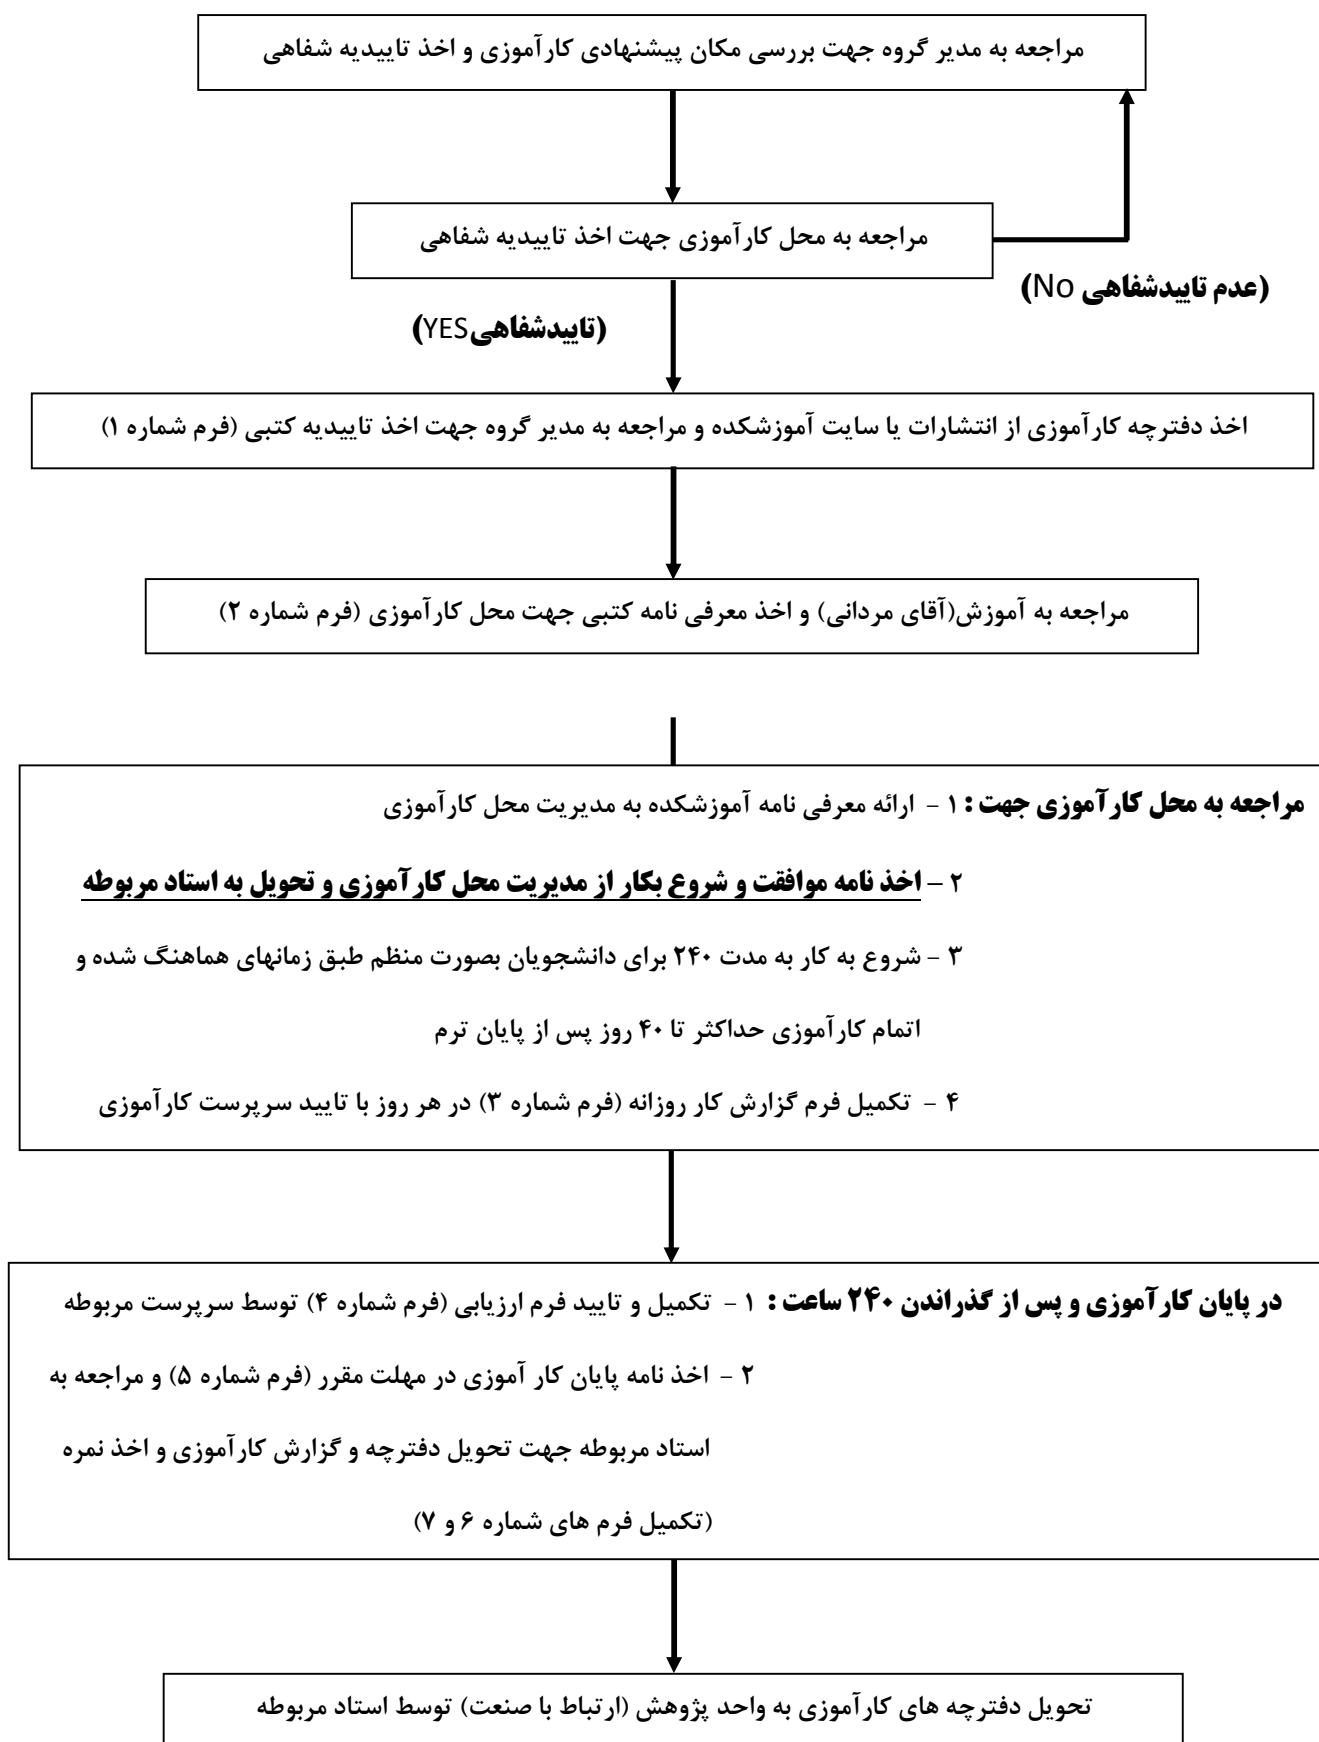 مراجعه به مدیر گروه جهت بررسی مکان پیشنهادی کارآموزی و اخذ تاییدیه شفاهی
مراجعه به محل کارآموزی جهت اخذ تاییدیه شفاهی
(عدم تاییدشفاهی No)
(تاییدشفاهیYES)
اخذ دفترچه کارآموزی از انتشارات یا سایت آموزشکده و مراجعه به مدیر گروه جهت اخذ تاییدیه کتبی (فرم شماره ۱)
مراجعه به آموزش(آقای مردانی) و اخذ معرفی نامه کتبی جهت محل کارآموزی (فرم شماره ۲)
مراجعه به محل کارآموزی جهت : ۱ - ارائه معرفی نامه آموزشکده به مدیریت محل کارآموزی
۲ - اخذ نامه موافقت و شروع بکار از مدیریت محل کارآموزی و تحویل به استاد مربوطه
۳ - شروع به کار به مدت ۲۴۰ برای دانشجویان بصورت منظم طبق زمانهای هماهنگ شده و
اتمام کارآموزی حداکثر تا ۴۰ روز پس از پایان ترم
۴ - تکمیل فرم گزارش کار روزانه (فرم شماره ۳) در هر روز با تایید سرپرست کارآموزی
در پایان کارآموزی و پس از گذراندن ۲۴۰ ساعت : ۱ - تکمیل و تایید فرم ارزیابی (فرم شماره ۴) توسط سرپرست مربوطه
۲ - اخذ نامه پایان کار آموزی در مهلت مقرر (فرم شماره ۵) و مراجعه به
استاد مربوطه جهت تحویل دفترچه و گزارش کارآموزی و اخذ نمره
(تکمیل فرم های شماره ۶ و ۷)
تحویل دفترچه های کارآموزی به واحد پژوهش (ارتباط با صنعت) توسط استاد مربوطه